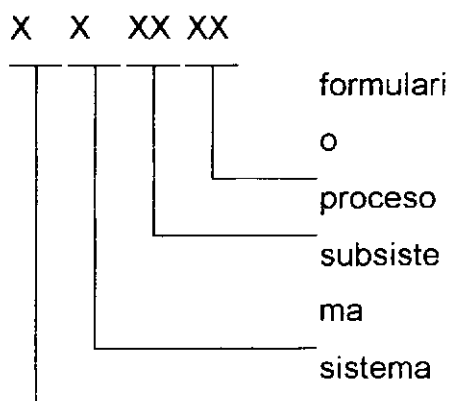 X X XX XX
formulari
o
proceso
subsiste
ma
sistema